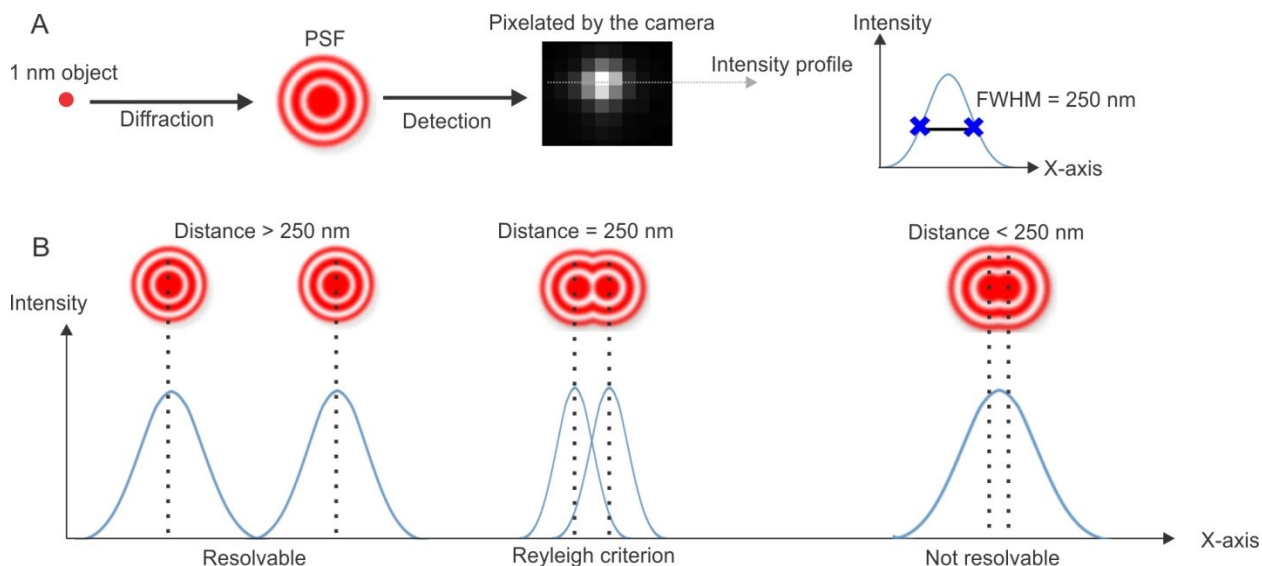 A
1 nm object
Diffraction
PSF
Detection
Pixelated by the camera
Intensity profile
Intensity
FWHM = 250 nm
X-axis
B
Distance > 250 nm
Distance = 250 nm
Distance < 250 nm
Intensity
Resolvable
Reyleigh criterion
Not resolvable
X-axis